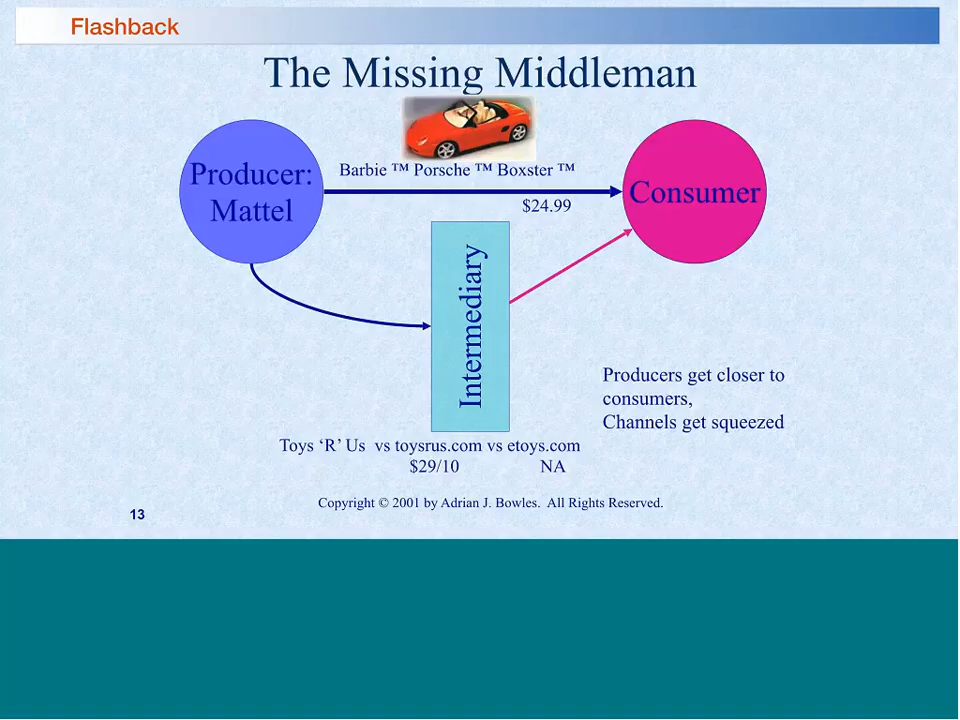 Flashback
The Missing Middleman
Producer:
Mattel
Barbie ™ Porsche ™ Boxster ™
$24.99
Consumer
Intermediary
Producers get closer to
consumers,
Channels get squeezed
Toys ‘R’ Us vs toysrus.com vs etoys.com
$29/10 NA
Copyright © 2001 by Adrian J. Bowles. All Rights Reserved.
13